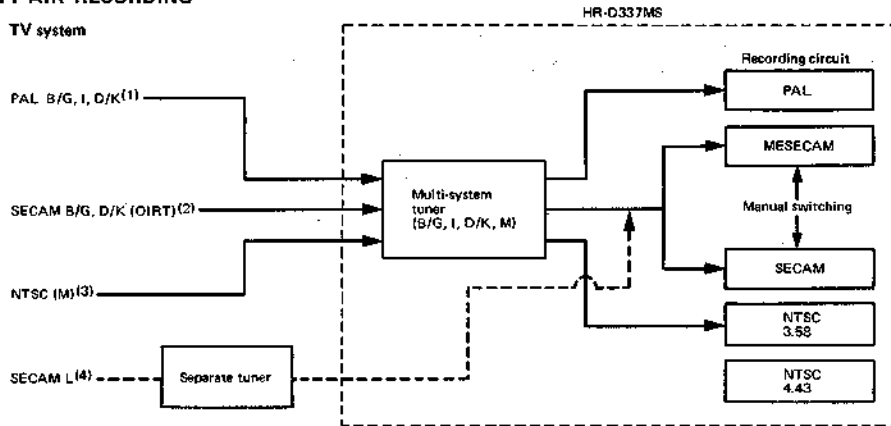 AIR RECORDING
HR-D337MS
TV system
Recording circuit
PAL B/G, I, D/K(1)
PAL
MESECAM
Multi-system
tuner
(B/G, I, D/K, M)
SECAM B/G, D/K (OIRT)(2)
Manual switching
SECAM
NTSC (M)(3)
NTSC
3.58
SECAM L(4)
Separate tuner
NTSC
4.43